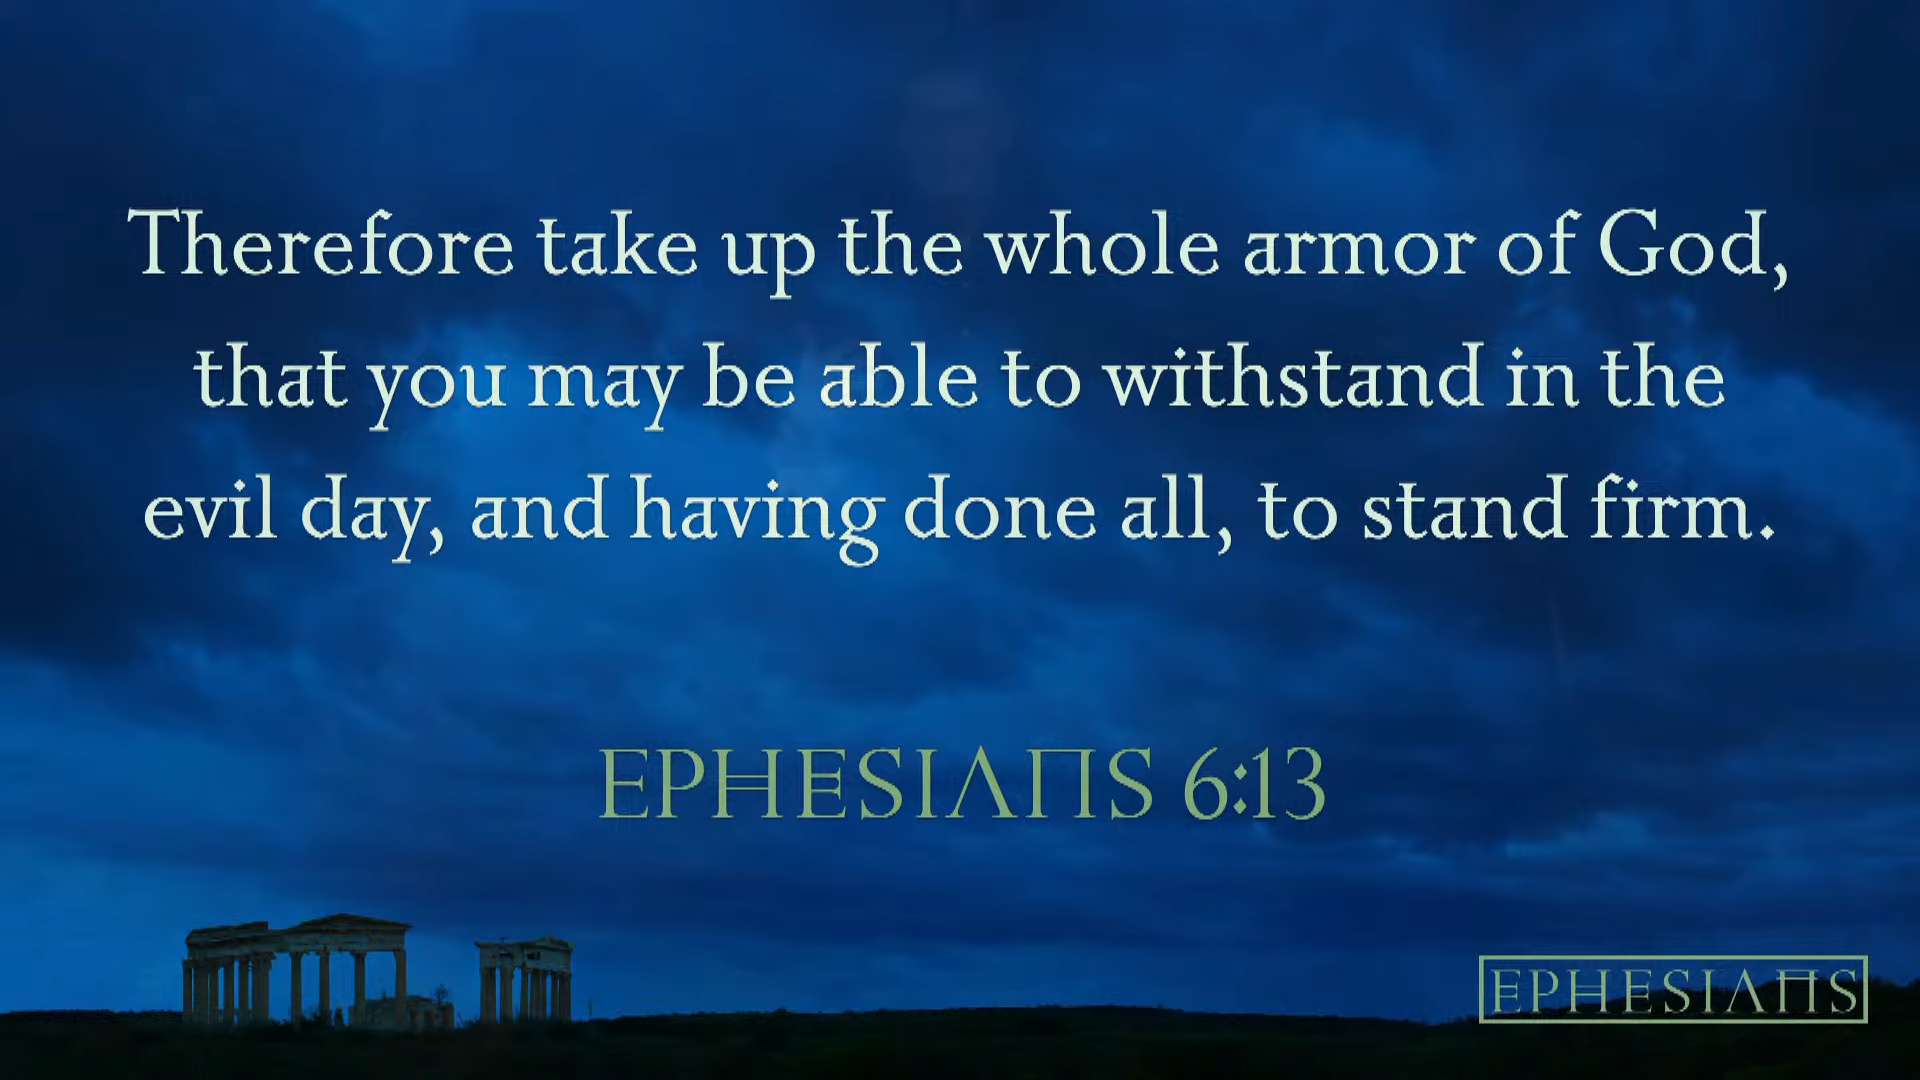 Therefore take up the whole armor of God,
that you may be able to withstand in the
evil day, and having done all, to stand firm.
EPHESIANS 6:13
EPHESIANS